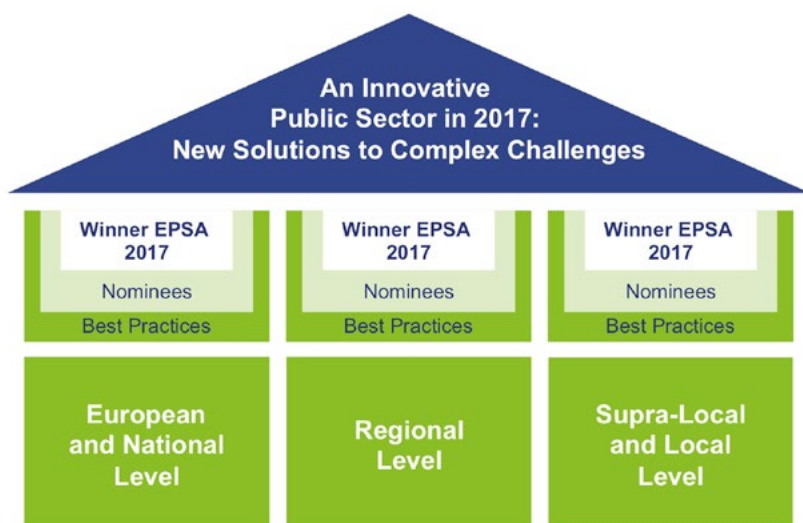 An Innovative
Public Sector in 2017:
New Solutions to Complex Challenges
Winner EPSA
2017
Nominees
Best Practices
Winner EPSA
2017
Nominees
Best Practices
Winner EPSA
2017
Nominees
Best Practices
European
and National
Level
Regional
Level
Supra-Local
and Local
Level